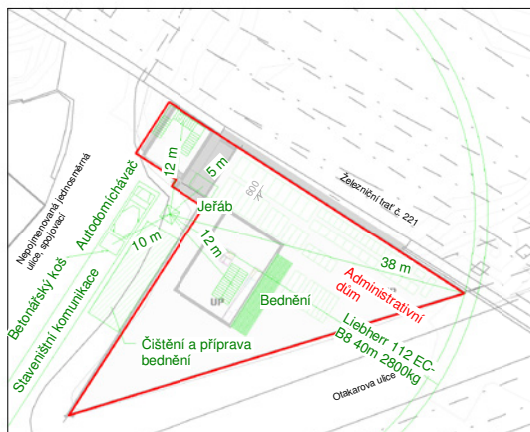 Železniční trať č. 221
5 m
12 m
600
Jeřáb
Nepojmenovaná jednosměrná
ulice, spojovací
Autodomíchávač
Betonářský koš
Staveništní komunikace
10 m
12 m
38 m
Administrativní
dům
UP
Bednění
Liebherr 112 EC-
B8 40m 2800kg
Čištění a příprava
bednění
Otakarova ulice